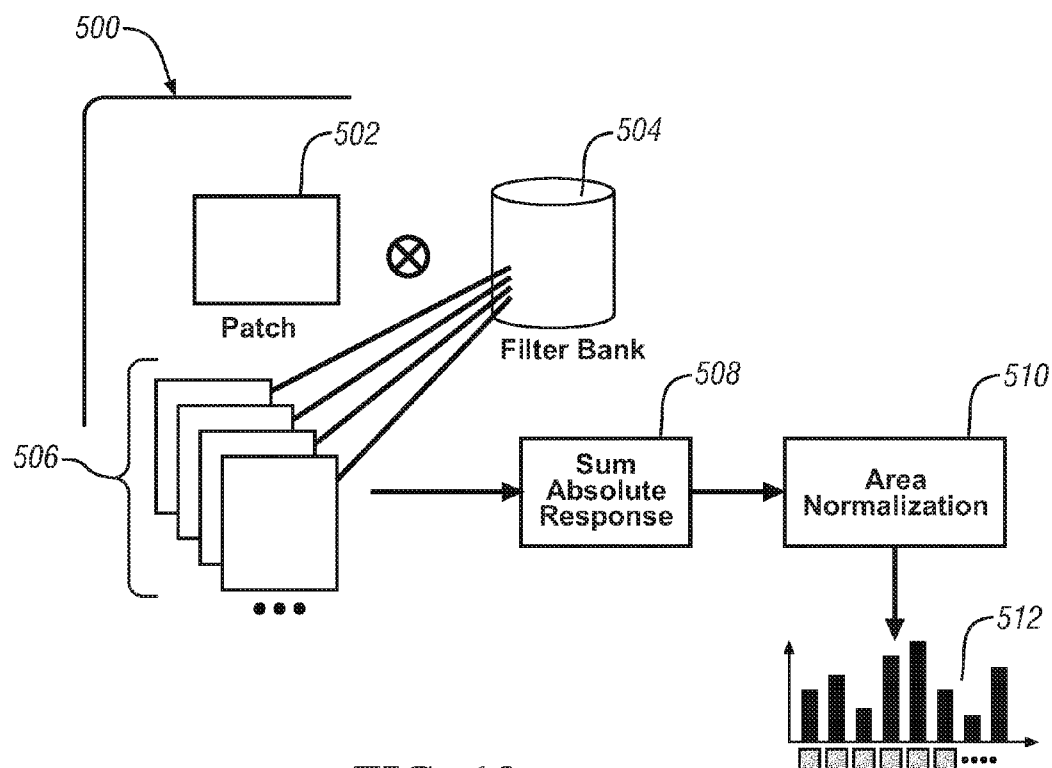 500
502
504
Patch
Filter Bank
506
508
510
Sum
Absolute
Response
Area
Normalization
512